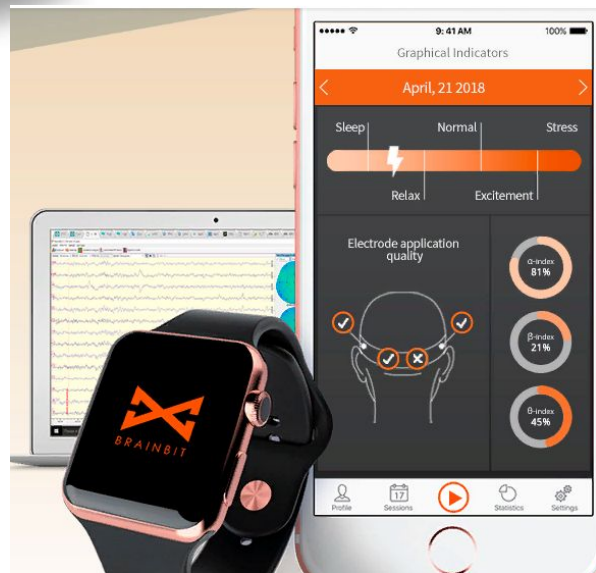 9:41 AM
100%
Graphical Indicators
April, 21 2018
Sleep
Normal
Stress
Relax
Excitement
Electrode application
quality
α-index
81%
β-index
21%
θ-index
45%
17
Profile
Sessions
Statistics
Settings
BRAINBIT